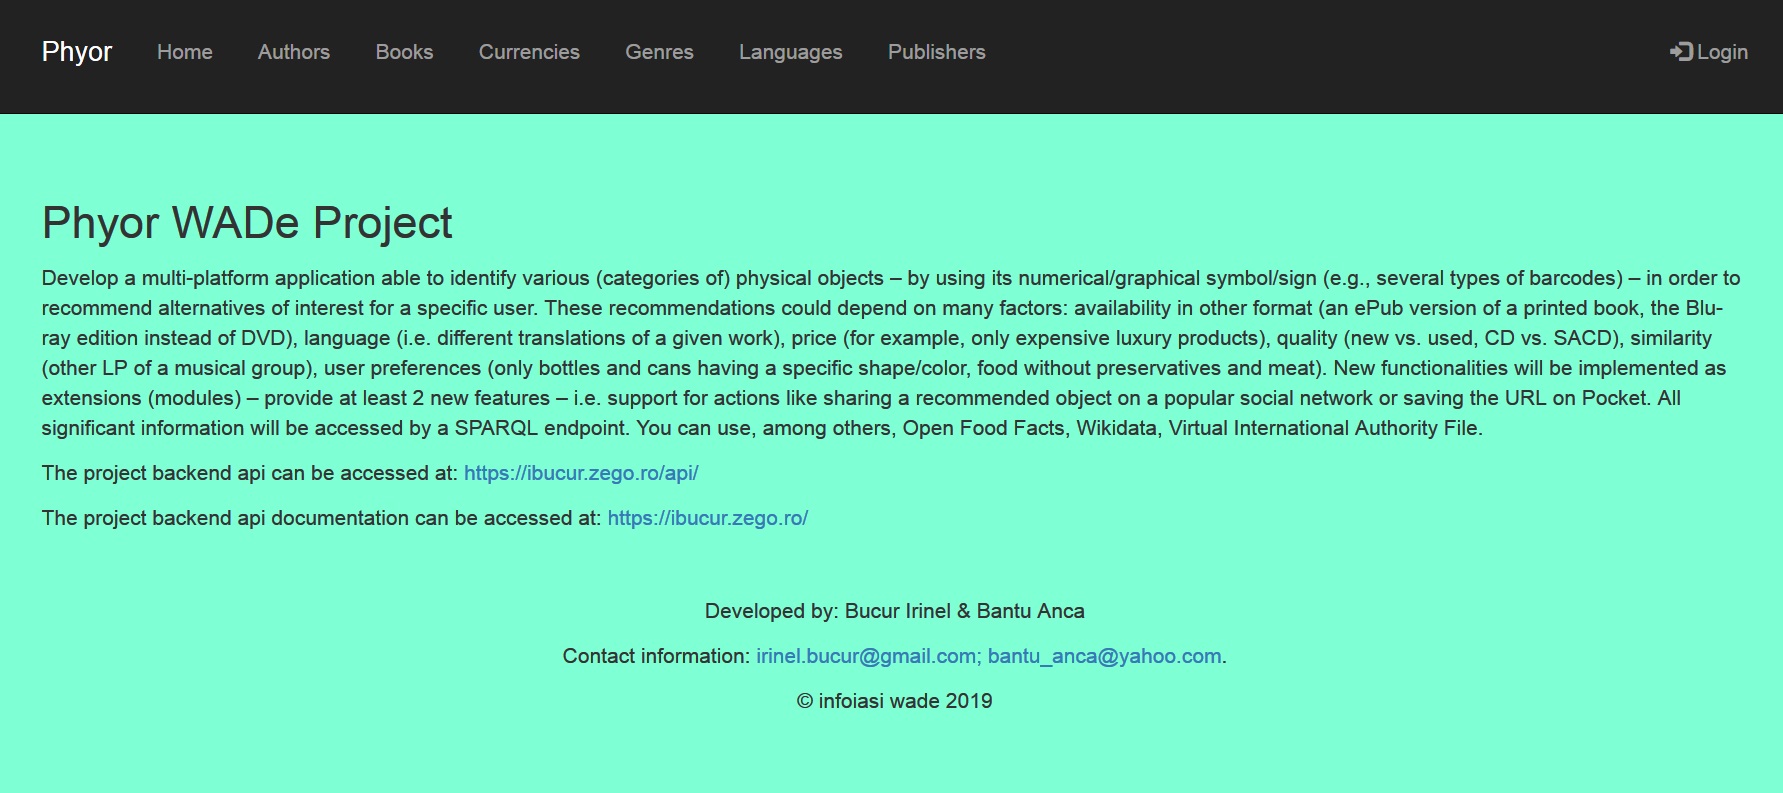 Phyor Home Authors Books Currencies Genres Languages Publishers Login
Phyor WADe Project
Develop a multi-platform application able to identify various (categories of) physical objects – by using its numerical/graphical symbol/sign (e.g., several types of barcodes) – in order to
recommend alternatives of interest for a specific user. These recommendations could depend on many factors: availability in other format (an ePub version of a printed book, the Blu-
ray edition instead of DVD), language (i.e. different translations of a given work), price (for example, only expensive luxury products), quality (new vs. used, CD vs. SACD), similarity
(other LP of a musical group), user preferences (only bottles and cans having a specific shape/color, food without preservatives and meat). New functionalities will be implemented as
extensions (modules) – provide at least 2 new features – i.e. support for actions like sharing a recommended object on a popular social network or saving the URL on Pocket. All
significant information will be accessed by a SPARQL endpoint. You can use, among others, Open Food Facts, Wikidata, Virtual International Authority File.
The project backend api can be accessed at: https://ibucur.zego.ro/api/
The project backend api documentation can be accessed at: https://ibucur.zego.ro/
Developed by: Bucur Irinel & Bantu Anca
Contact information: irinel.bucur@gmail.com; bantu_anca@yahoo.com.
© infoiasi wade 2019